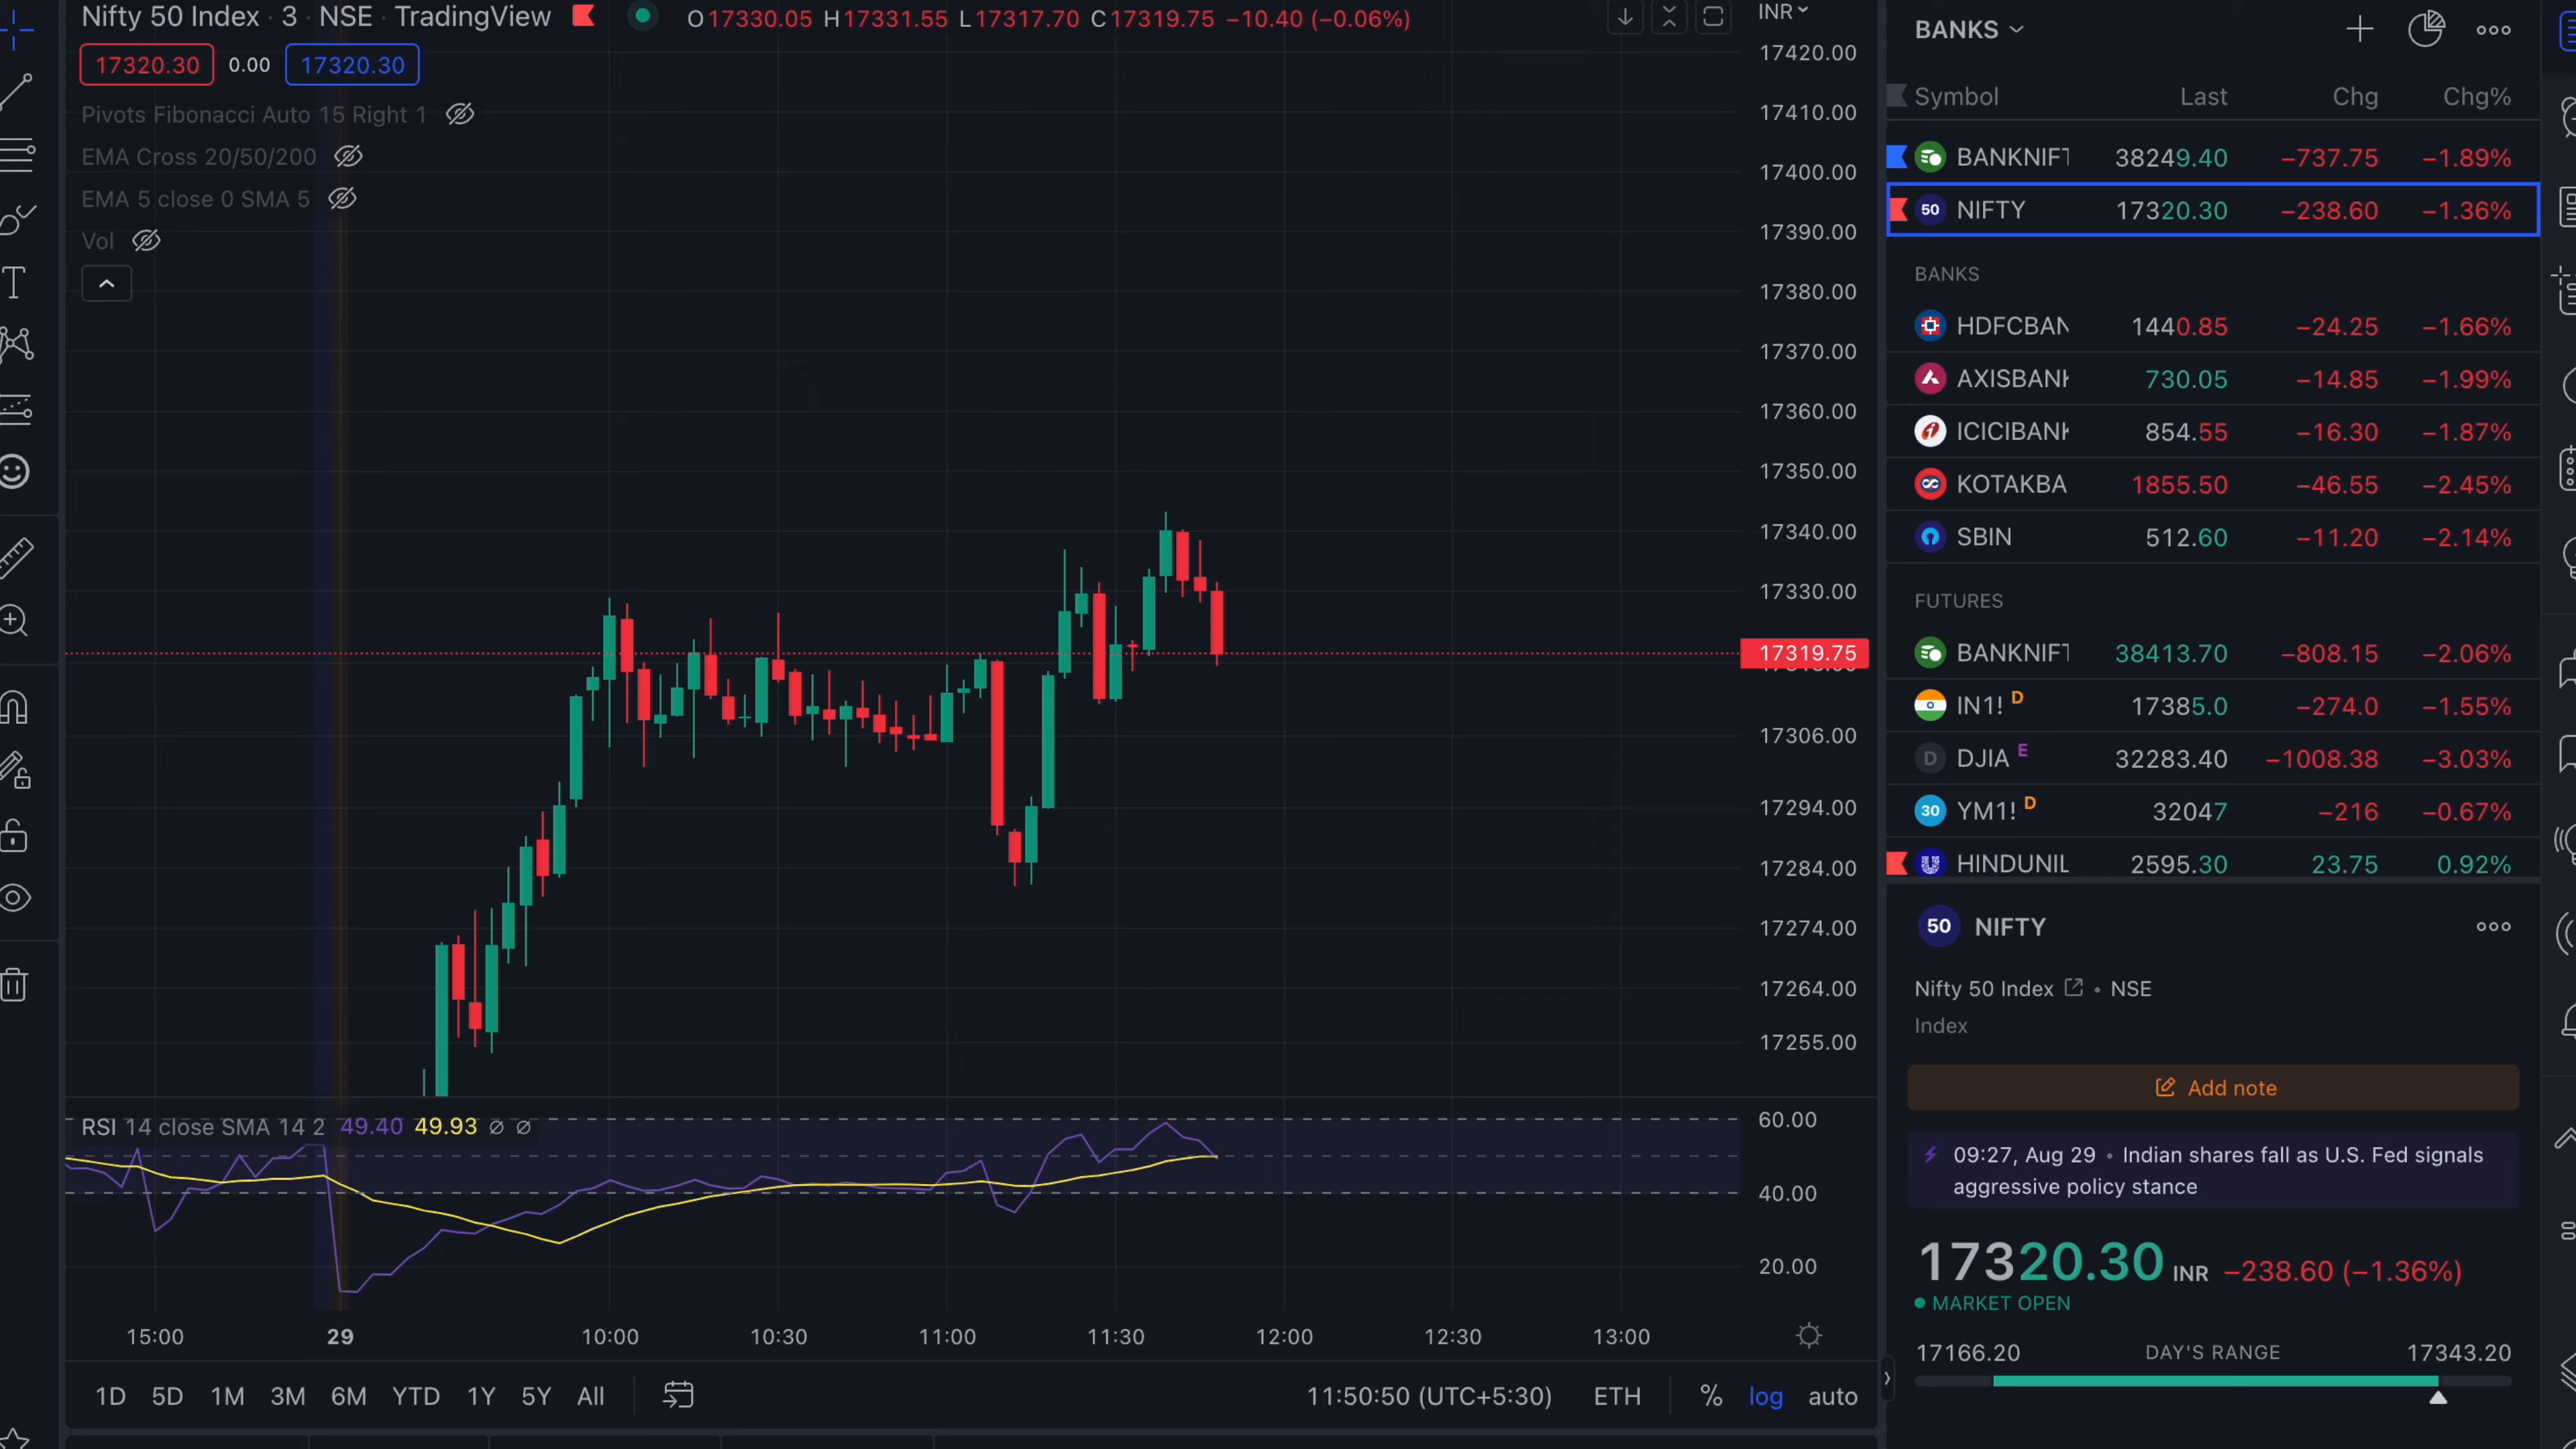 Nifty 50 Index · 3 · NSE · TradingView O17330.05 H17331.55 L17317.70 C17319.75 −10.40 (−0.06%)
17320.30 0.00 17320.30
Pivots Fibonacci Auto 15 Right 1
EMA Cross 20/50/200
EMA 5 close 0 SMA 5
Vol
INR
17420.00
17410.00
17400.00
17390.00
17380.00
17370.00
17360.00
17350.00
17340.00
17330.00
17319.75
17306.00
17294.00
17284.00
17274.00
17264.00
17255.00
RSI 14 close SMA 14 2 49.40 49.93 ∅ ∅
60.00
40.00
20.00
15:00 29 10:00 10:30 11:00 11:30 12:00 12:30 13:00
1D 5D 1M 3M 6M YTD 1Y 5Y All 11:50:50 (UTC+5:30) ETH % log auto
BANKS
Symbol Last Chg Chg%
BANKNIFT 38249.40 −737.75 −1.89%
50 NIFTY 17320.30 −238.60 −1.36%
BANKS
HDFCBAN 1440.85 −24.25 −1.66%
AXISBANK 730.05 −14.85 −1.99%
ICICIBANK 854.55 −16.30 −1.87%
KOTAKBA 1855.50 −46.55 −2.45%
SBIN 512.60 −11.20 −2.14%
FUTURES
BANKNIFT 38413.70 −808.15 −2.06%
IN1! D 17385.0 −274.0 −1.55%
D DJIA E 32283.40 −1008.38 −3.03%
30 YM1! D 32047 −216 −0.67%
HINDUNIL 2595.30 23.75 0.92%
50 NIFTY
Nifty 50 Index • NSE
Index
Add note
09:27, Aug 29 • Indian shares fall as U.S. Fed signals
aggressive policy stance
17320.30 INR −238.60 (−1.36%)
MARKET OPEN
17166.20 DAY'S RANGE 17343.20